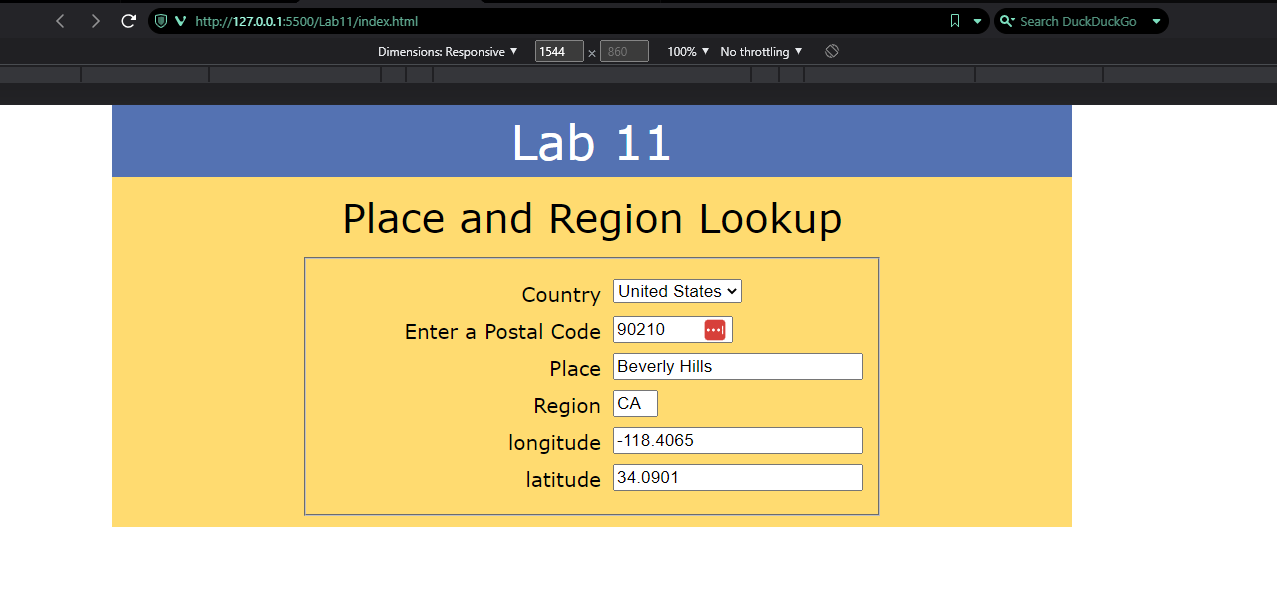 http://127.0.0.1:5500/Lab11/index.html Search DuckDuckGo
Dimensions: Responsive 1544 × 860 100% No throttling
Lab 11
Place and Region Lookup
Country United States
Enter a Postal Code 90210
Place Beverly Hills
Region CA
longitude -118.4065
latitude 34.0901